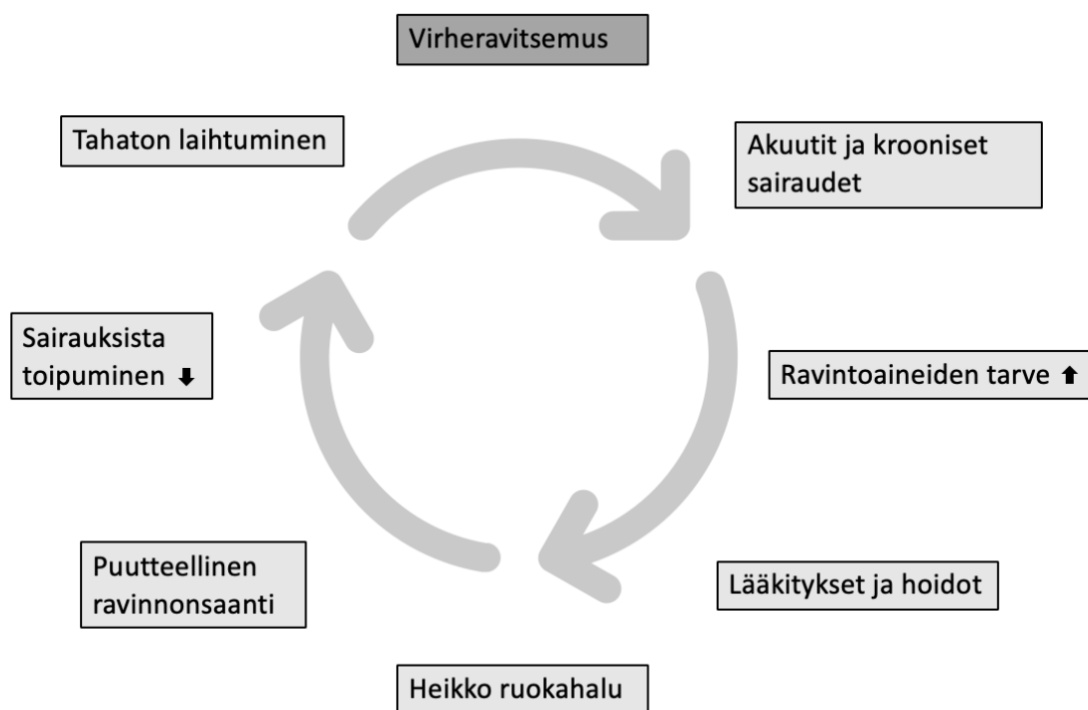 Virheravitsemus
Akuutit ja krooniset
sairaudet
Ravintoaineiden tarve ⬆
Lääkitykset ja hoidot
Heikko ruokahalu
Puutteellinen
ravinnonsaanti
Sairauksista
toipuminen ⬇
Tahaton laihtuminen